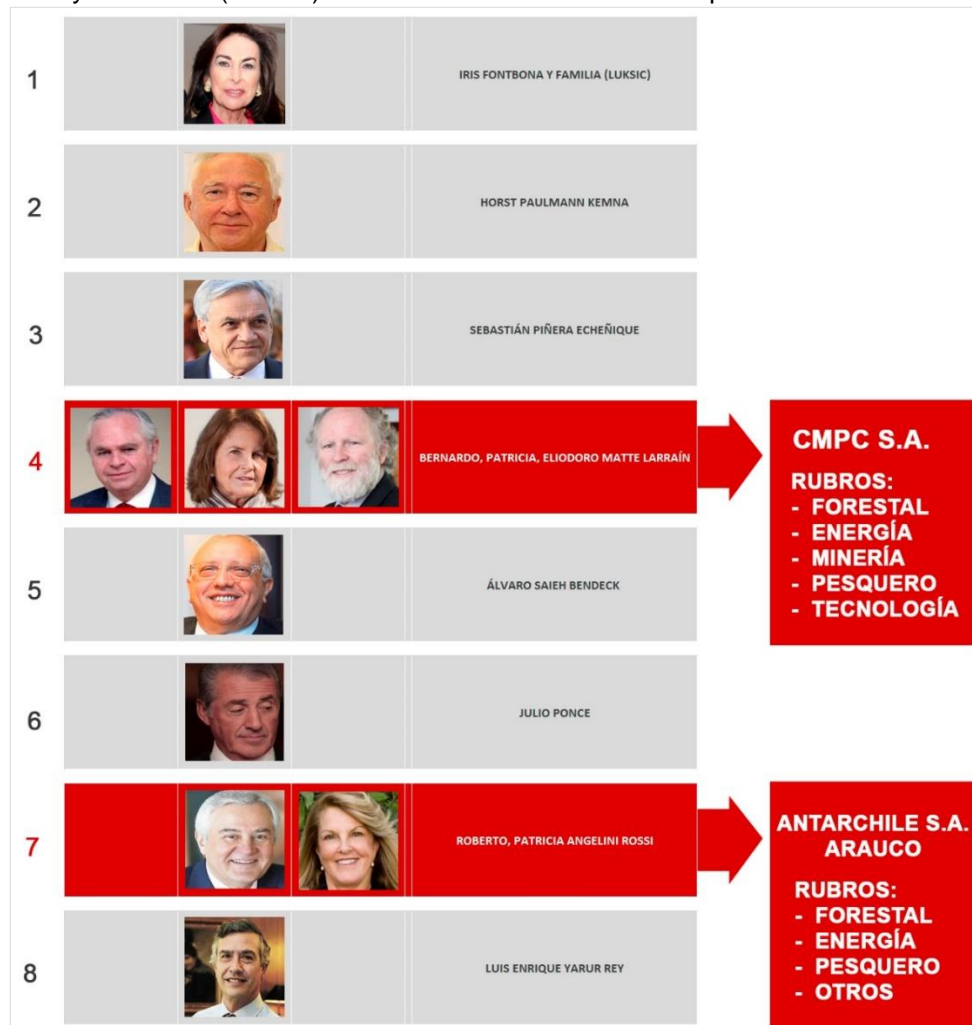 1
IRIS FONTBONA Y FAMILIA (LUKSIC)
2
HORST PAULMANN KEMNA
3
SEBASTIÁN PIÑERA ECHEÑIQUE
4
BERNARDO, PATRICIA, ELIODORO MATTE LARRAÍN
CMPC S.A.
RUBROS:
- FORESTAL
- ENERGÍA
- MINERÍA
- PESQUERO
- TECNOLOGÍA
5
ÁLVARO SAIEH BENDECK
6
JULIO PONCE
7
ROBERTO, PATRICIA ANGELINI ROSSI
ANTARCHILE S.A.
ARAUCO
RUBROS:
- FORESTAL
- ENERGÍA
- PESQUERO
- OTROS
8
LUIS ENRIQUE YARUR REY